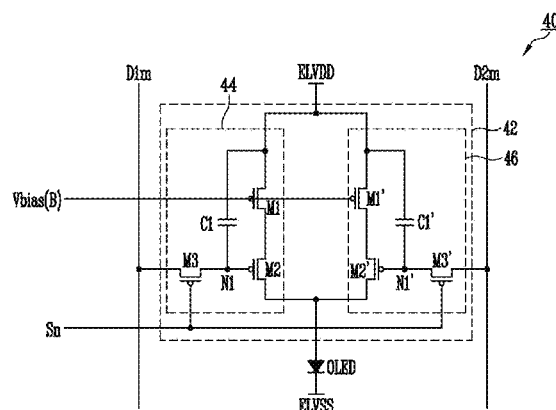 40
D1m
ELVDD
D2m
44
42
46
Vbias(B)
M1
M1'
C1
C1'
M3
M2
M2'
M3'
N1
N1'
Sn
OLED
ELVSS